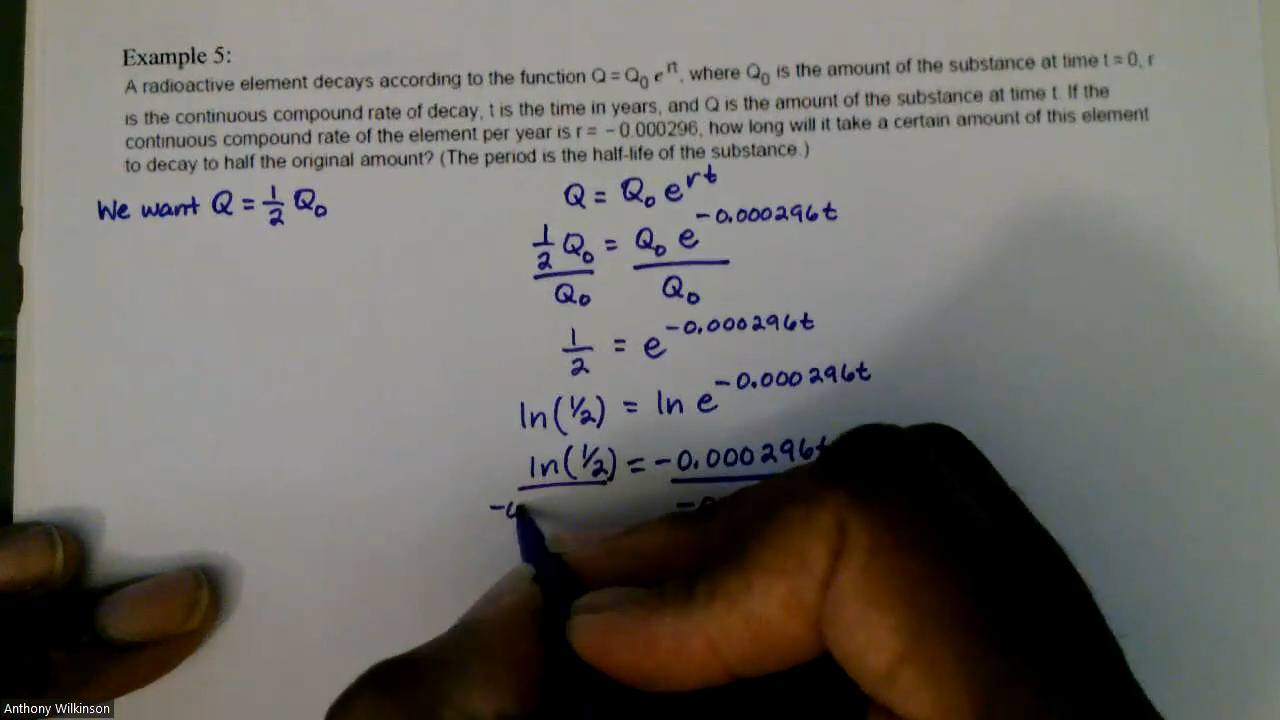 Example 5:
A radioactive element decays according to the function Q = Q₀ eʳᵗ, where Q₀ is the amount of the substance at time t = 0, r
is the continuous compound rate of decay, t is the time in years, and Q is the amount of the substance at time t. If the
continuous compound rate of the element per year is r = - 0.000296, how long will it take a certain amount of this element
to decay to half the original amount? (The period is the half-life of the substance.)
We want Q = 1/2 Q₀
Q = Q₀ e^rt
1/2 Q₀ / Q₀ = Q₀ e^-0.000296t / Q₀
1/2 = e^-0.000296t
ln(1/2) = ln e^-0.000296t
ln(1/2) = -0.000296t
Anthony Wilkinson